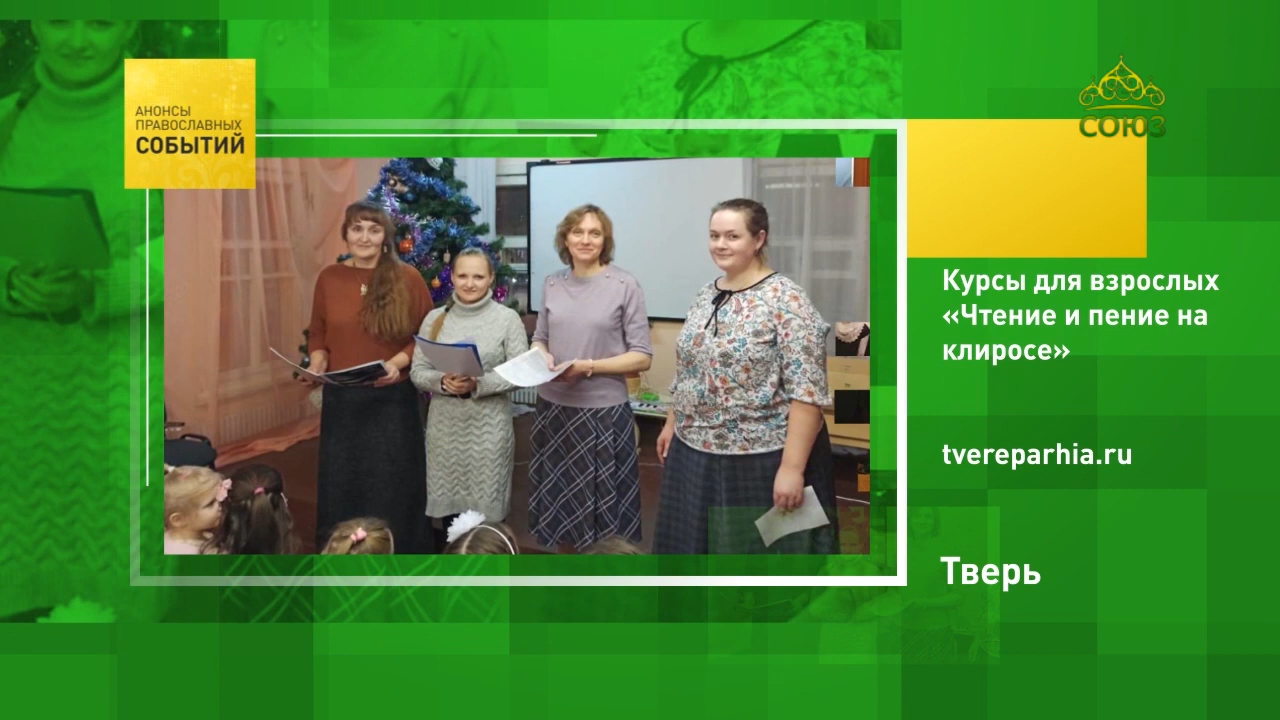 АНОНСЫ
ПРАВОСЛАВНЫХ
СОБЫТИЙ
СОЮЗ
Курсы для взрослых
«Чтение и пение на
клиросе»
tvereparhia.ru
Тверь